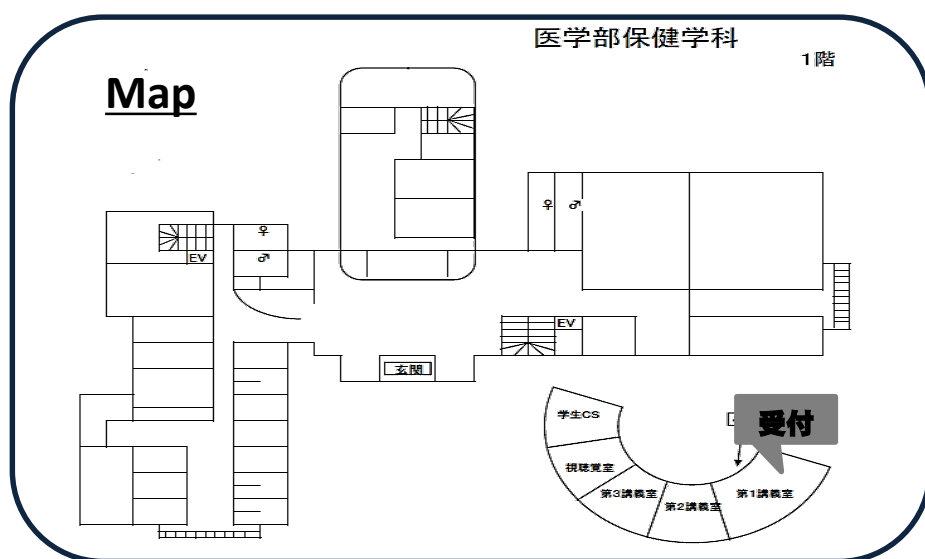 医学部保健学科
1階
Map
♀
♂
♀
♂
EV
EV
玄関
学生CS
視聴覚室
第3講義室
第2講義室
第1講義室
受付